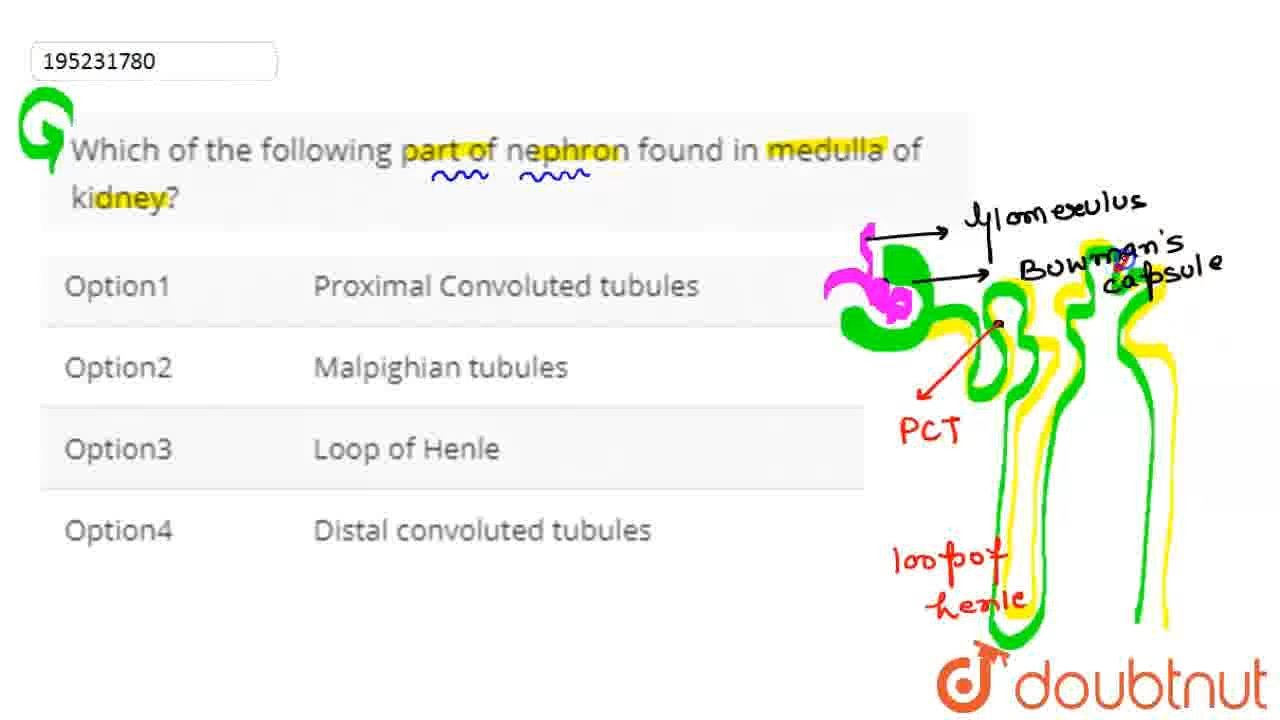 195231780
Which of the following part of nephron found in medulla of
kidney?
Option1 Proximal Convoluted tubules
Option2 Malpighian tubules
Option3 Loop of Henle
Option4 Distal convoluted tubules
Glomerulus
Bowman's
capsule
PCT
loop of
henle
doubtnut